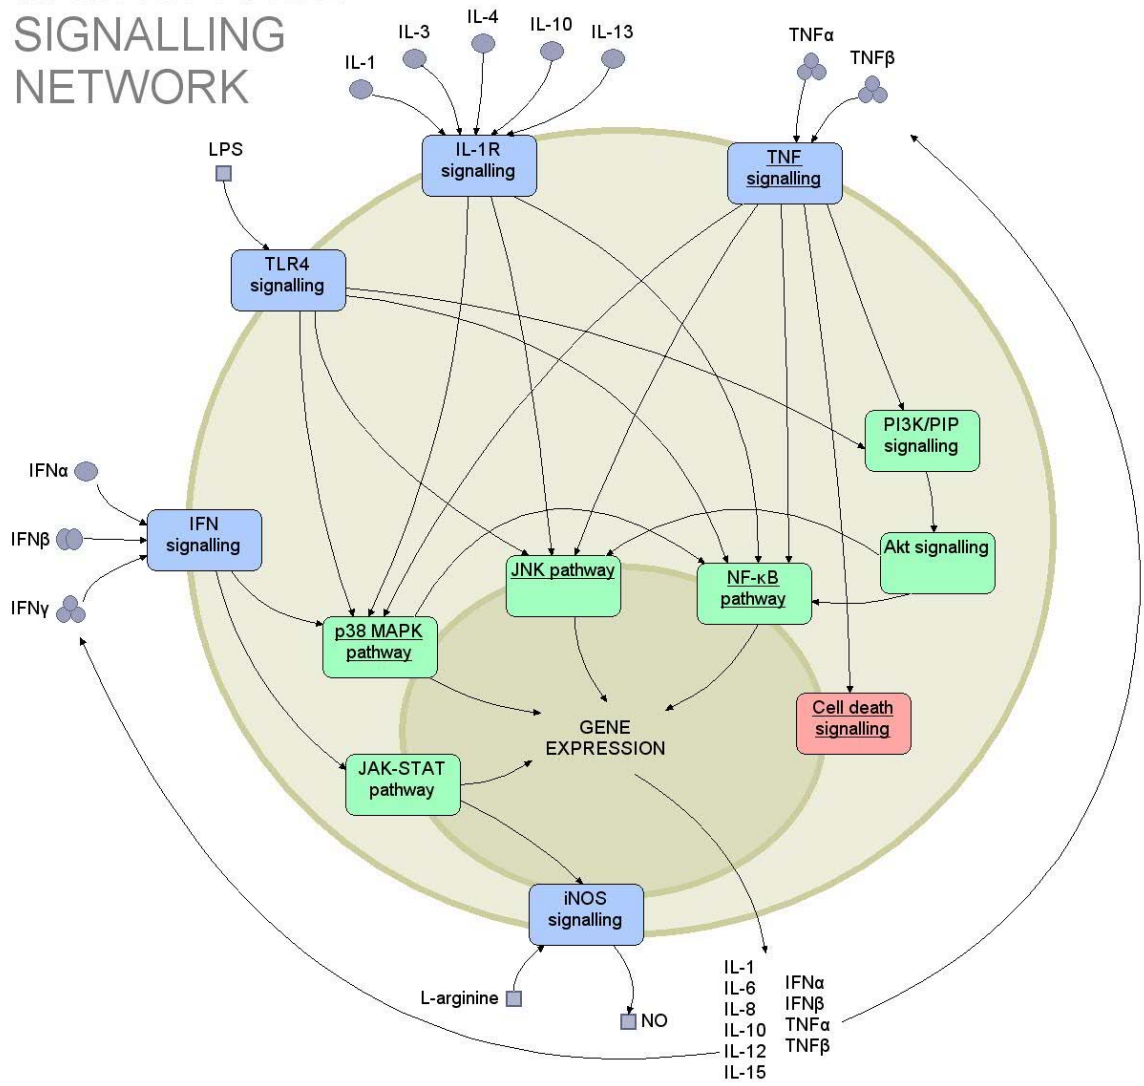 SIGNALLING
NETWORK
IL-1
IL-3
IL-4
IL-10
IL-13
TNFα
TNFβ
LPS
IL-1R
signalling
TNF
signalling
TLR4
signalling
PI3K/PIP
signalling
IFNα
IFNβ
IFNγ
IFN
signalling
Akt signalling
JNK pathway
NF-κB
pathway
p38 MAPK
pathway
Cell death
signalling
GENE
EXPRESSION
JAK-STAT
pathway
iNOS
signalling
L-arginine
NO
IL-1
IL-6
IL-8
IL-10
IL-12
IL-15
IFNα
IFNβ
TNFα
TNFβ